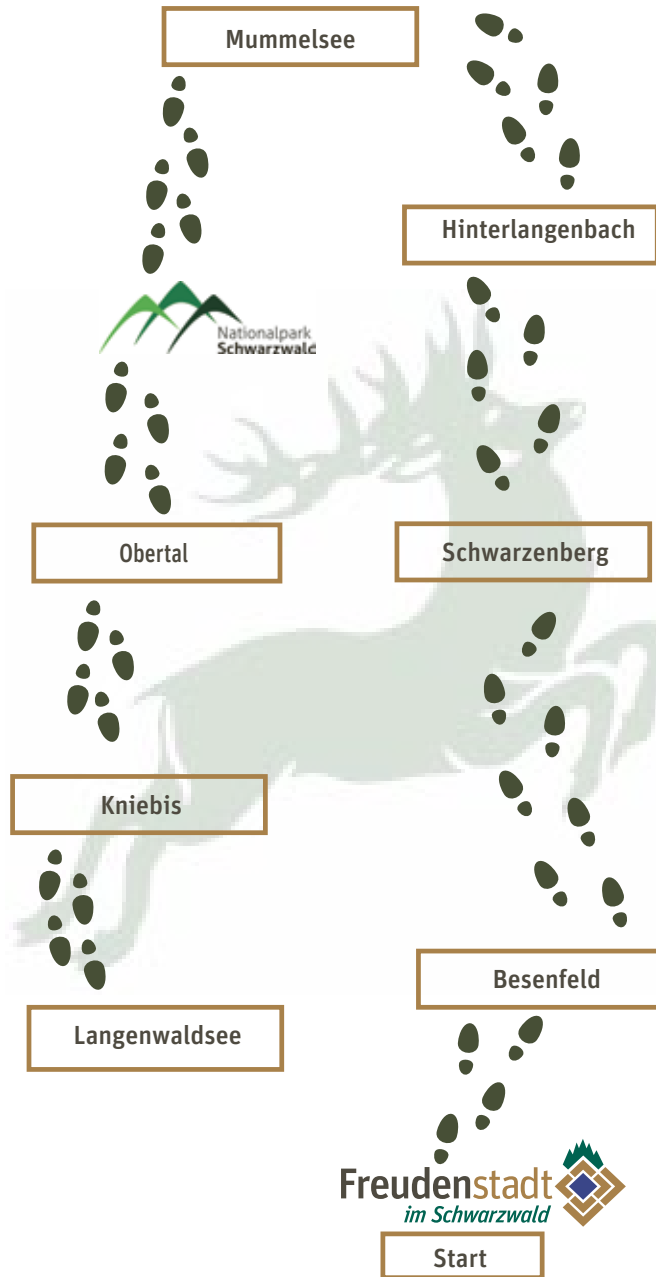 Mummelsee
Hinterlangenbach
Nationalpark
Schwarzwald
Obertal
Schwarzenberg
Kniebis
Besenfeld
Langenwaldsee
Freudenstadt
im Schwarzwald
Start